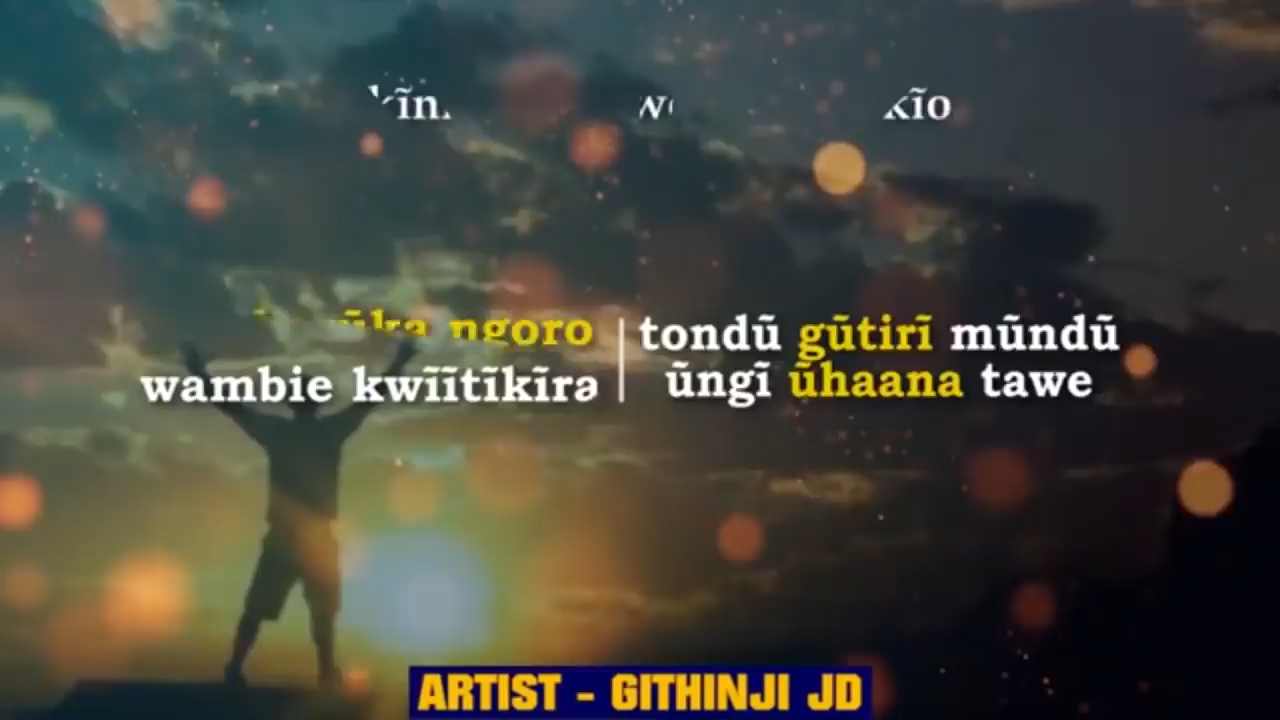 ngoro
wambie kwĩĩtĩkĩra
tondũ gũtirĩ mũndũ
ũngĩ ũhaana tawe
ARTIST - GITHINJI JD